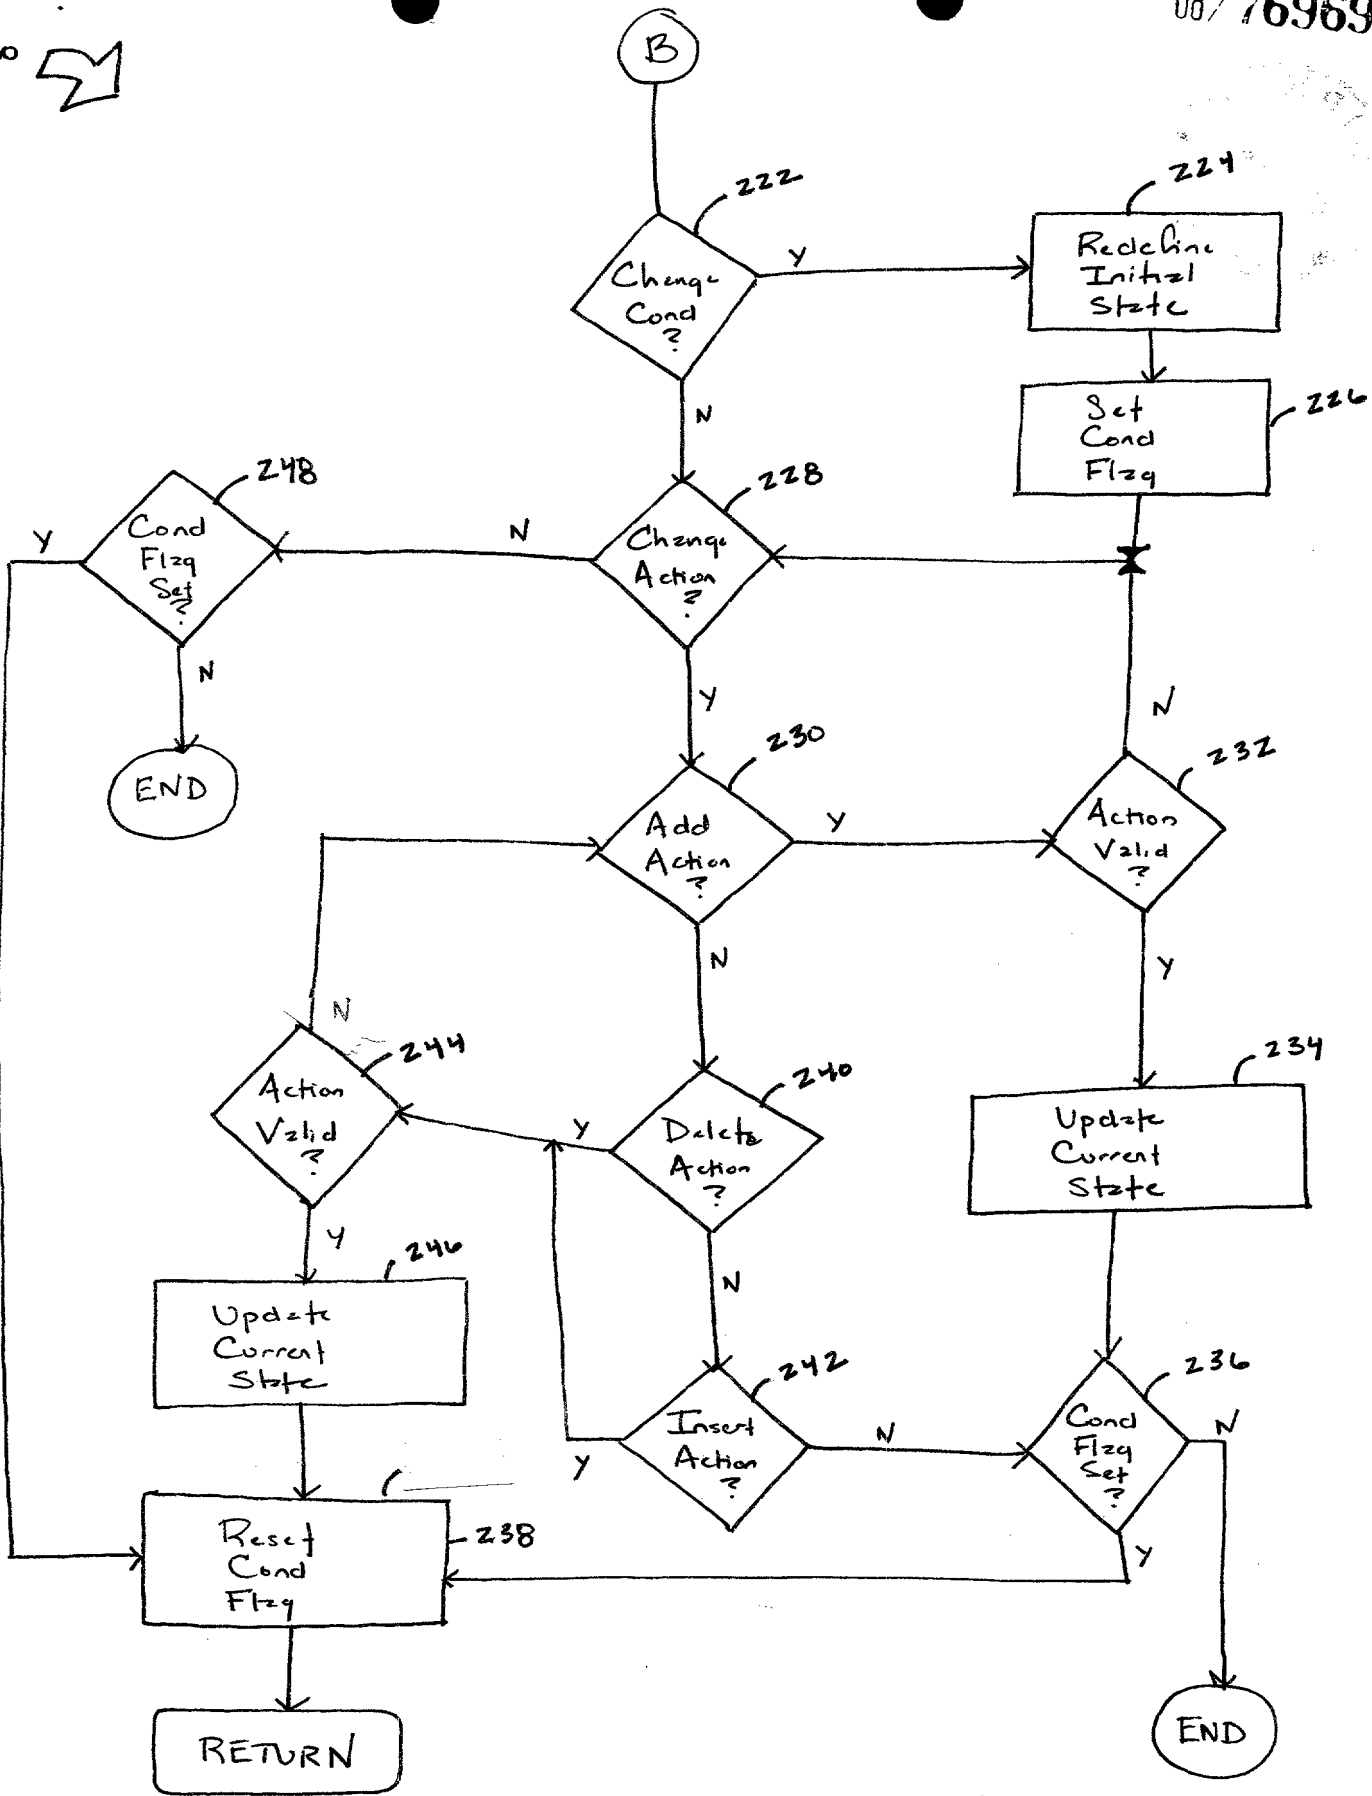 B
222
224
Change
Cond
?
Y
Redefine
Initial
State
N
Set
Cond
Flag
226
248
Cond
Flag
Set
?
Y
N
228
Change
Action
?
N
Y
END
230
Add
Action
?
Y
N
232
Action
Valid
?
N
Y
244
Action
Valid
?
N
Y
240
Delete
Action
?
Y
N
234
Update
Current
State
246
Update
Current
State
242
Insert
Action
?
Y
N
236
Cond
Flag
Set
?
N
Y
Reset
Cond
Flag
238
RETURN
END